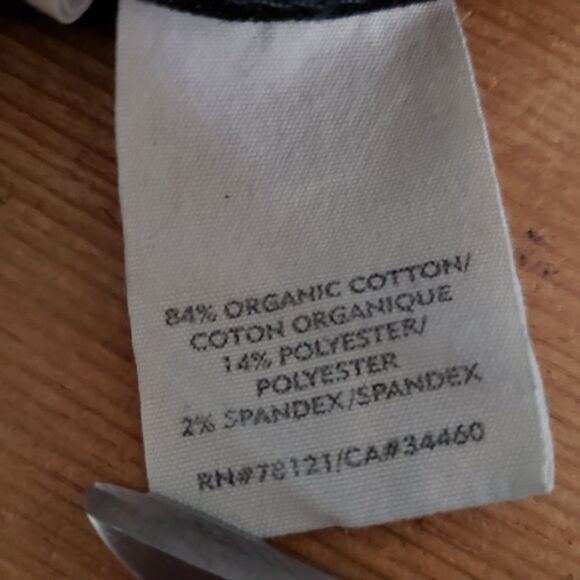 84% ORGANIC COTTON/
COTON ORGANIQUE
14% POLYESTER/
POLYESTER
2% SPANDEX/SPANDEX
RN#78121/CA#34460